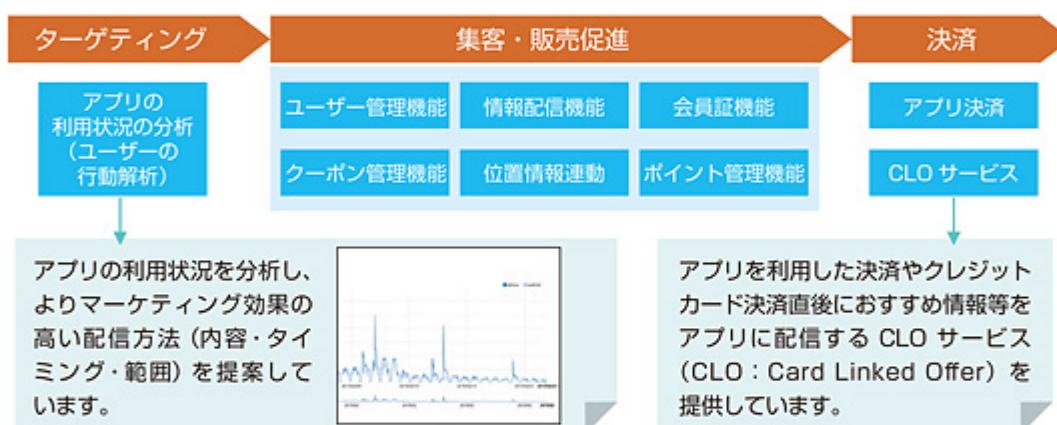 ターゲティング
集客・販売促進
決済
アプリの
利用状況の分析
（ユーザーの
行動解析）
ユーザー管理機能
情報配信機能
会員証機能
クーポン管理機能
位置情報連動
ポイント管理機能
アプリ決済
CLO サービス
アプリの利用状況を分析し、
よりマーケティング効果の
高い配信方法（内容・タイ
ミング・範囲）を提案して
います。
アプリを利用した決済やクレジット
カード決済直後におすすめ情報等を
アプリに配信する CLO サービス
（CLO：Card Linked Offer）を
提供しています。